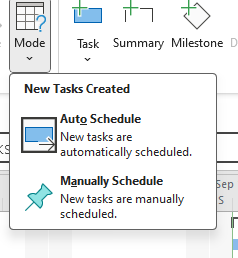 Mode
Task
Summary
Milestone
New Tasks Created
Auto Schedule
New tasks are
automatically scheduled.
Manually Schedule
New tasks are manually
scheduled.
Sep
S